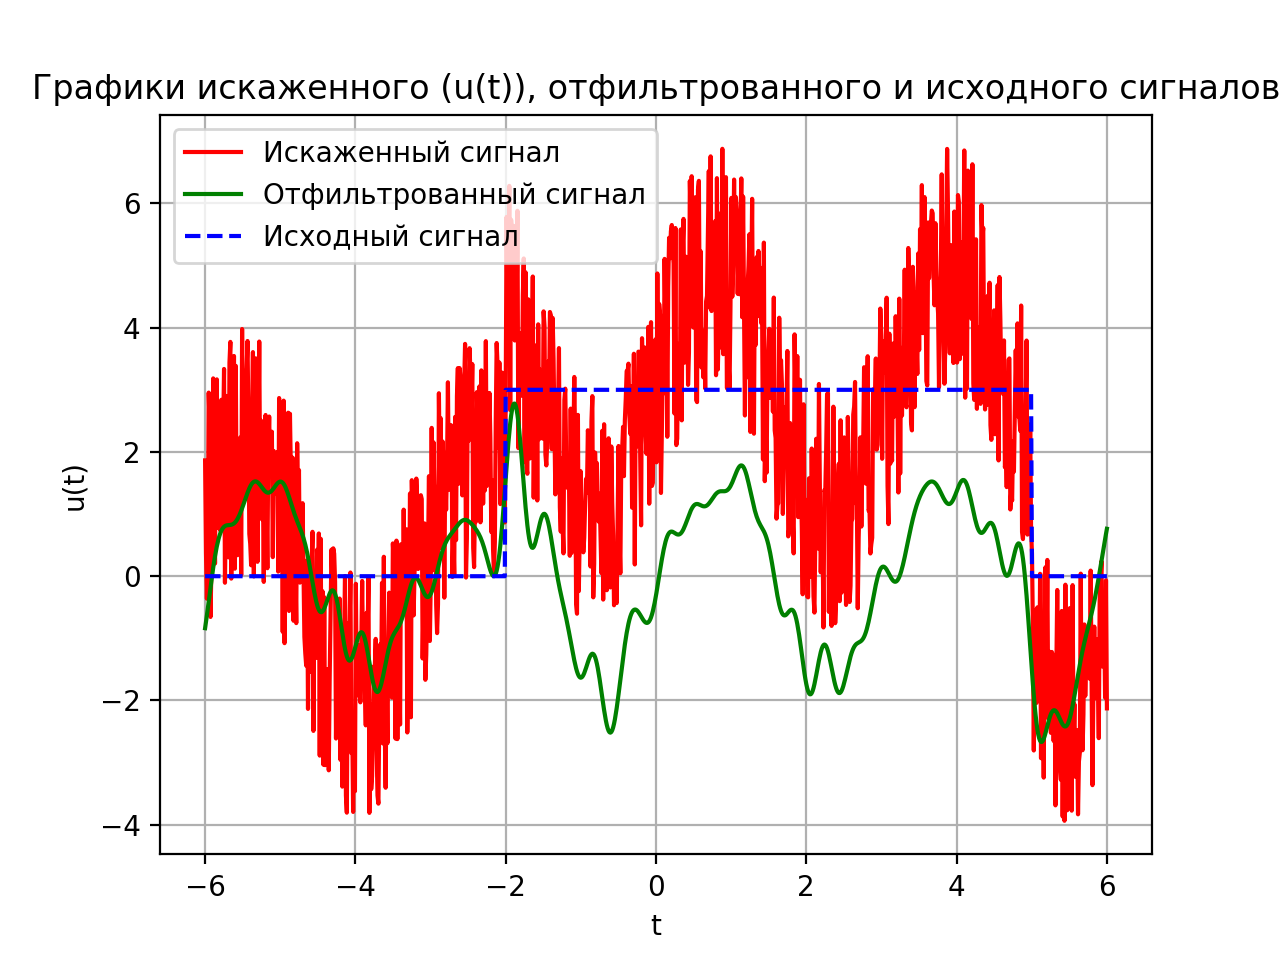 Графики искаженного (u(t)), отфильтрованного и исходного сигналов
Искаженный сигнал
Отфильтрованный сигнал
Исходный сигнал
u(t)
6
4
2
0
−2
−4
−6 −4 −2 0 2 4 6
t